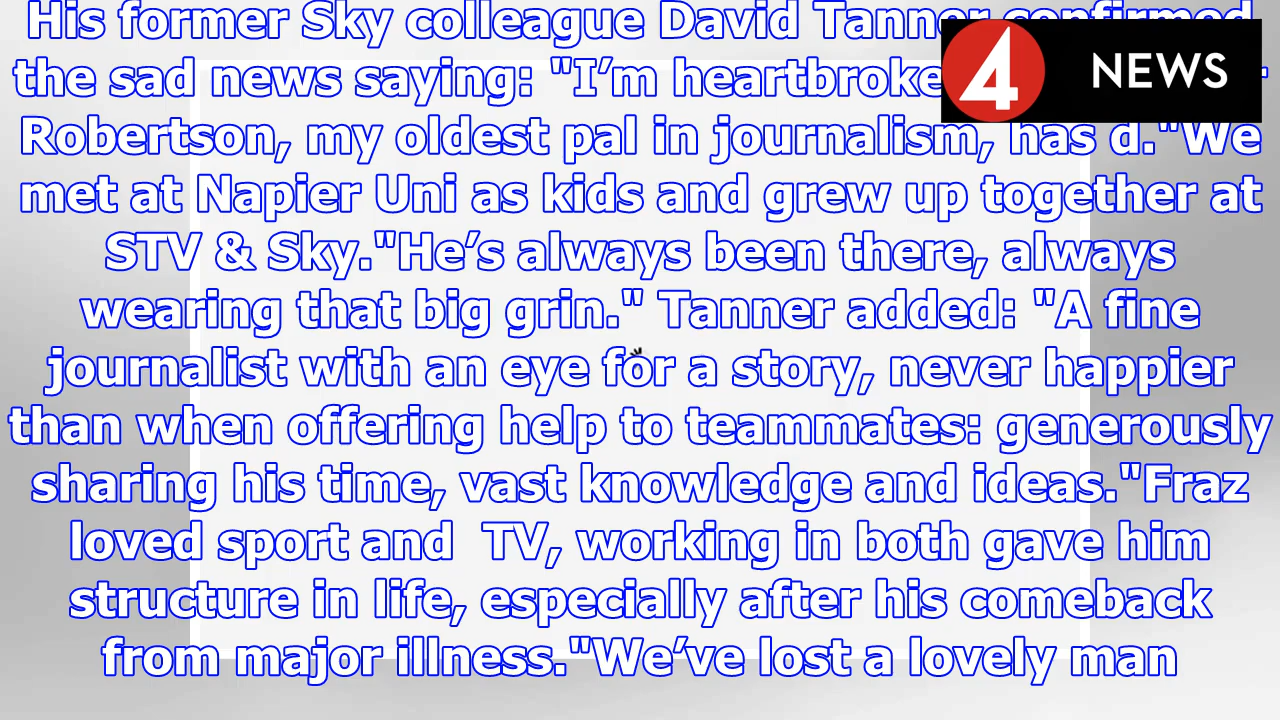 His former Sky colleague David Tanner confirmed
the sad news saying: "I’m heartbroke
Robertson, my oldest pal in journalism, has d."We
met at Napier Uni as kids and grew up together at
STV & Sky."He’s always been there, always
wearing that big grin." Tanner added: "A fine
journalist with an eye for a story, never happier
than when offering help to teammates: generously
sharing his time, vast knowledge and ideas."Fraz
loved sport and  TV, working in both gave him
structure in life, especially after his comeback
from major illness."We’ve lost a lovely man
4 NEWS